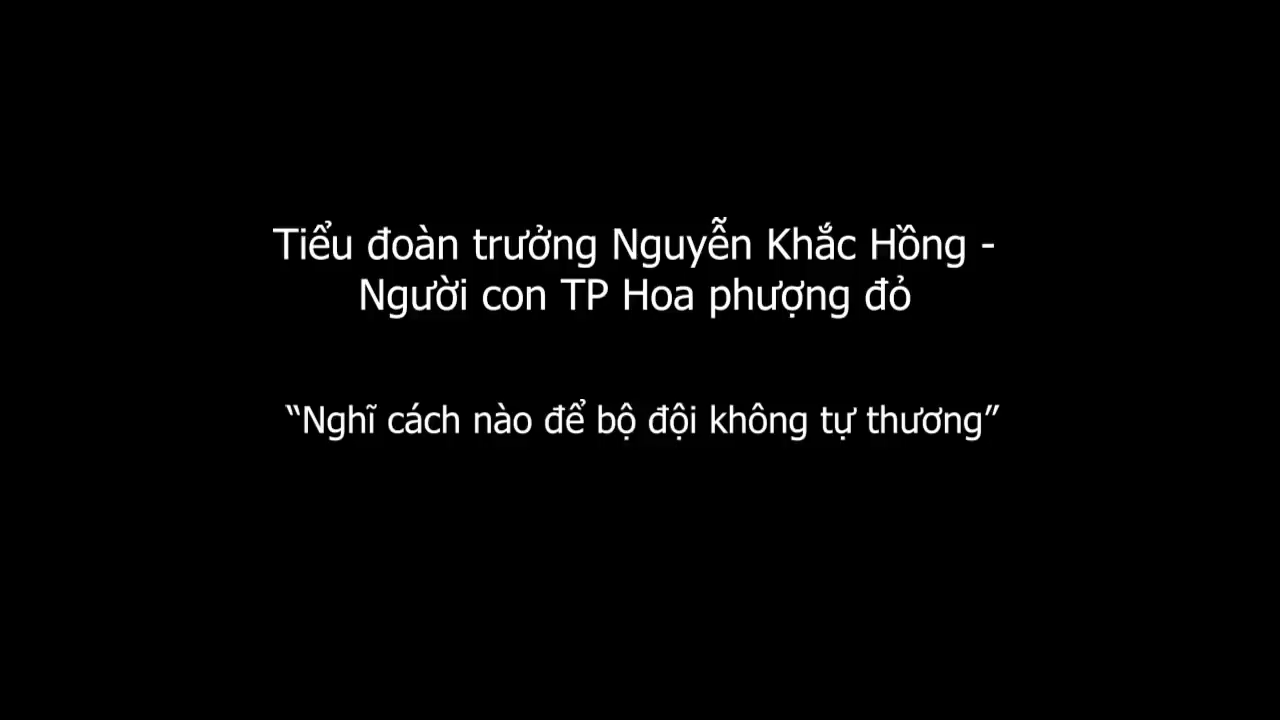 Tiểu đoàn trưởng Nguyễn Khắc Hồng -
Người con TP Hoa phượng đỏ
“Nghĩ cách nào để bộ đội không tự thương”